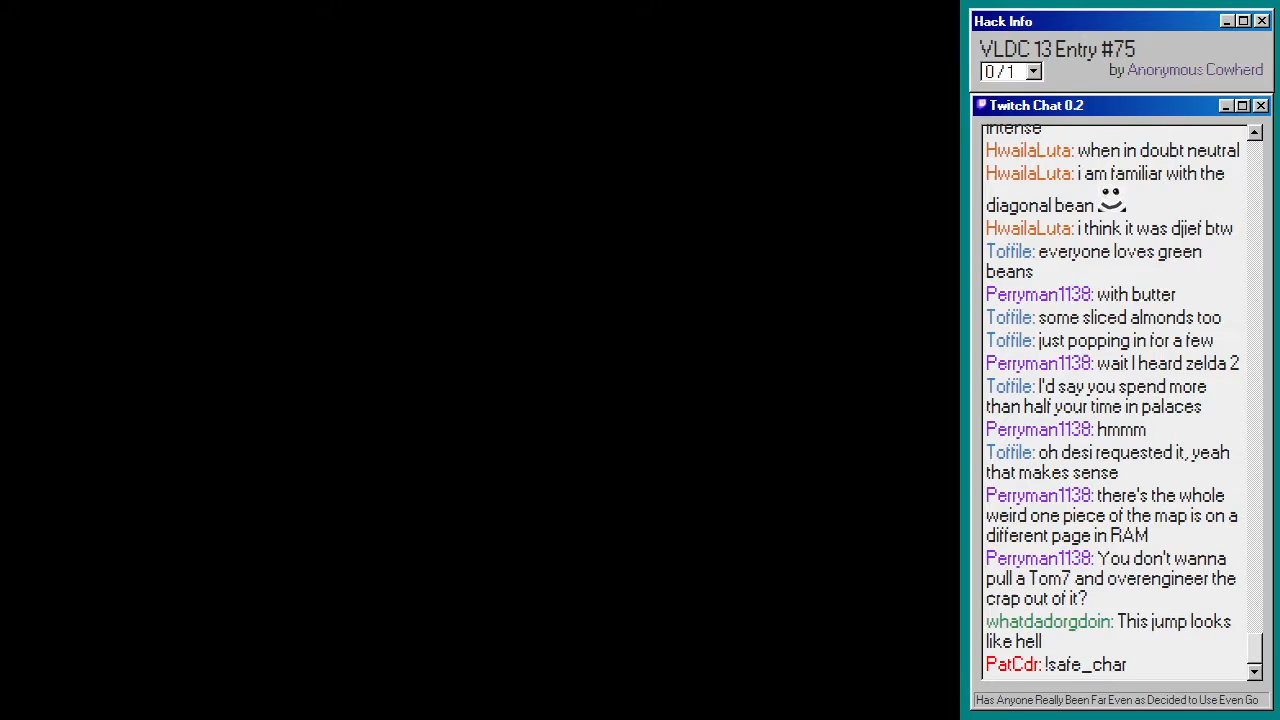 Hack Info
VLDC 13 Entry #75
0/1
by Anonymous Cowherd
Twitch Chat 0.2
intense
HwailaLuta: when in doubt neutral
HwailaLuta: i am familiar with the
diagonal bean
HwailaLuta: i think it was djief btw
Toffile: everyone loves green
beans
Perryman1138: with butter
Toffile: some sliced almonds too
Toffile: just popping in for a few
Perryman1138: wait I heard zelda 2
Toffile: I'd say you spend more
than half your time in palaces
Perryman1138: hmmm
Toffile: oh desi requested it, yeah
that makes sense
Perryman1138: there's the whole
weird one piece of the map is on a
different page in RAM
Perryman1138: You don't wanna
pull a Tom7 and overengineer the
crap out of it?
whatdadorgdoin: This jump looks
like hell
PatCdr: !safe_char
Has Anyone Really Been Far Even as Decided to Use Even Go